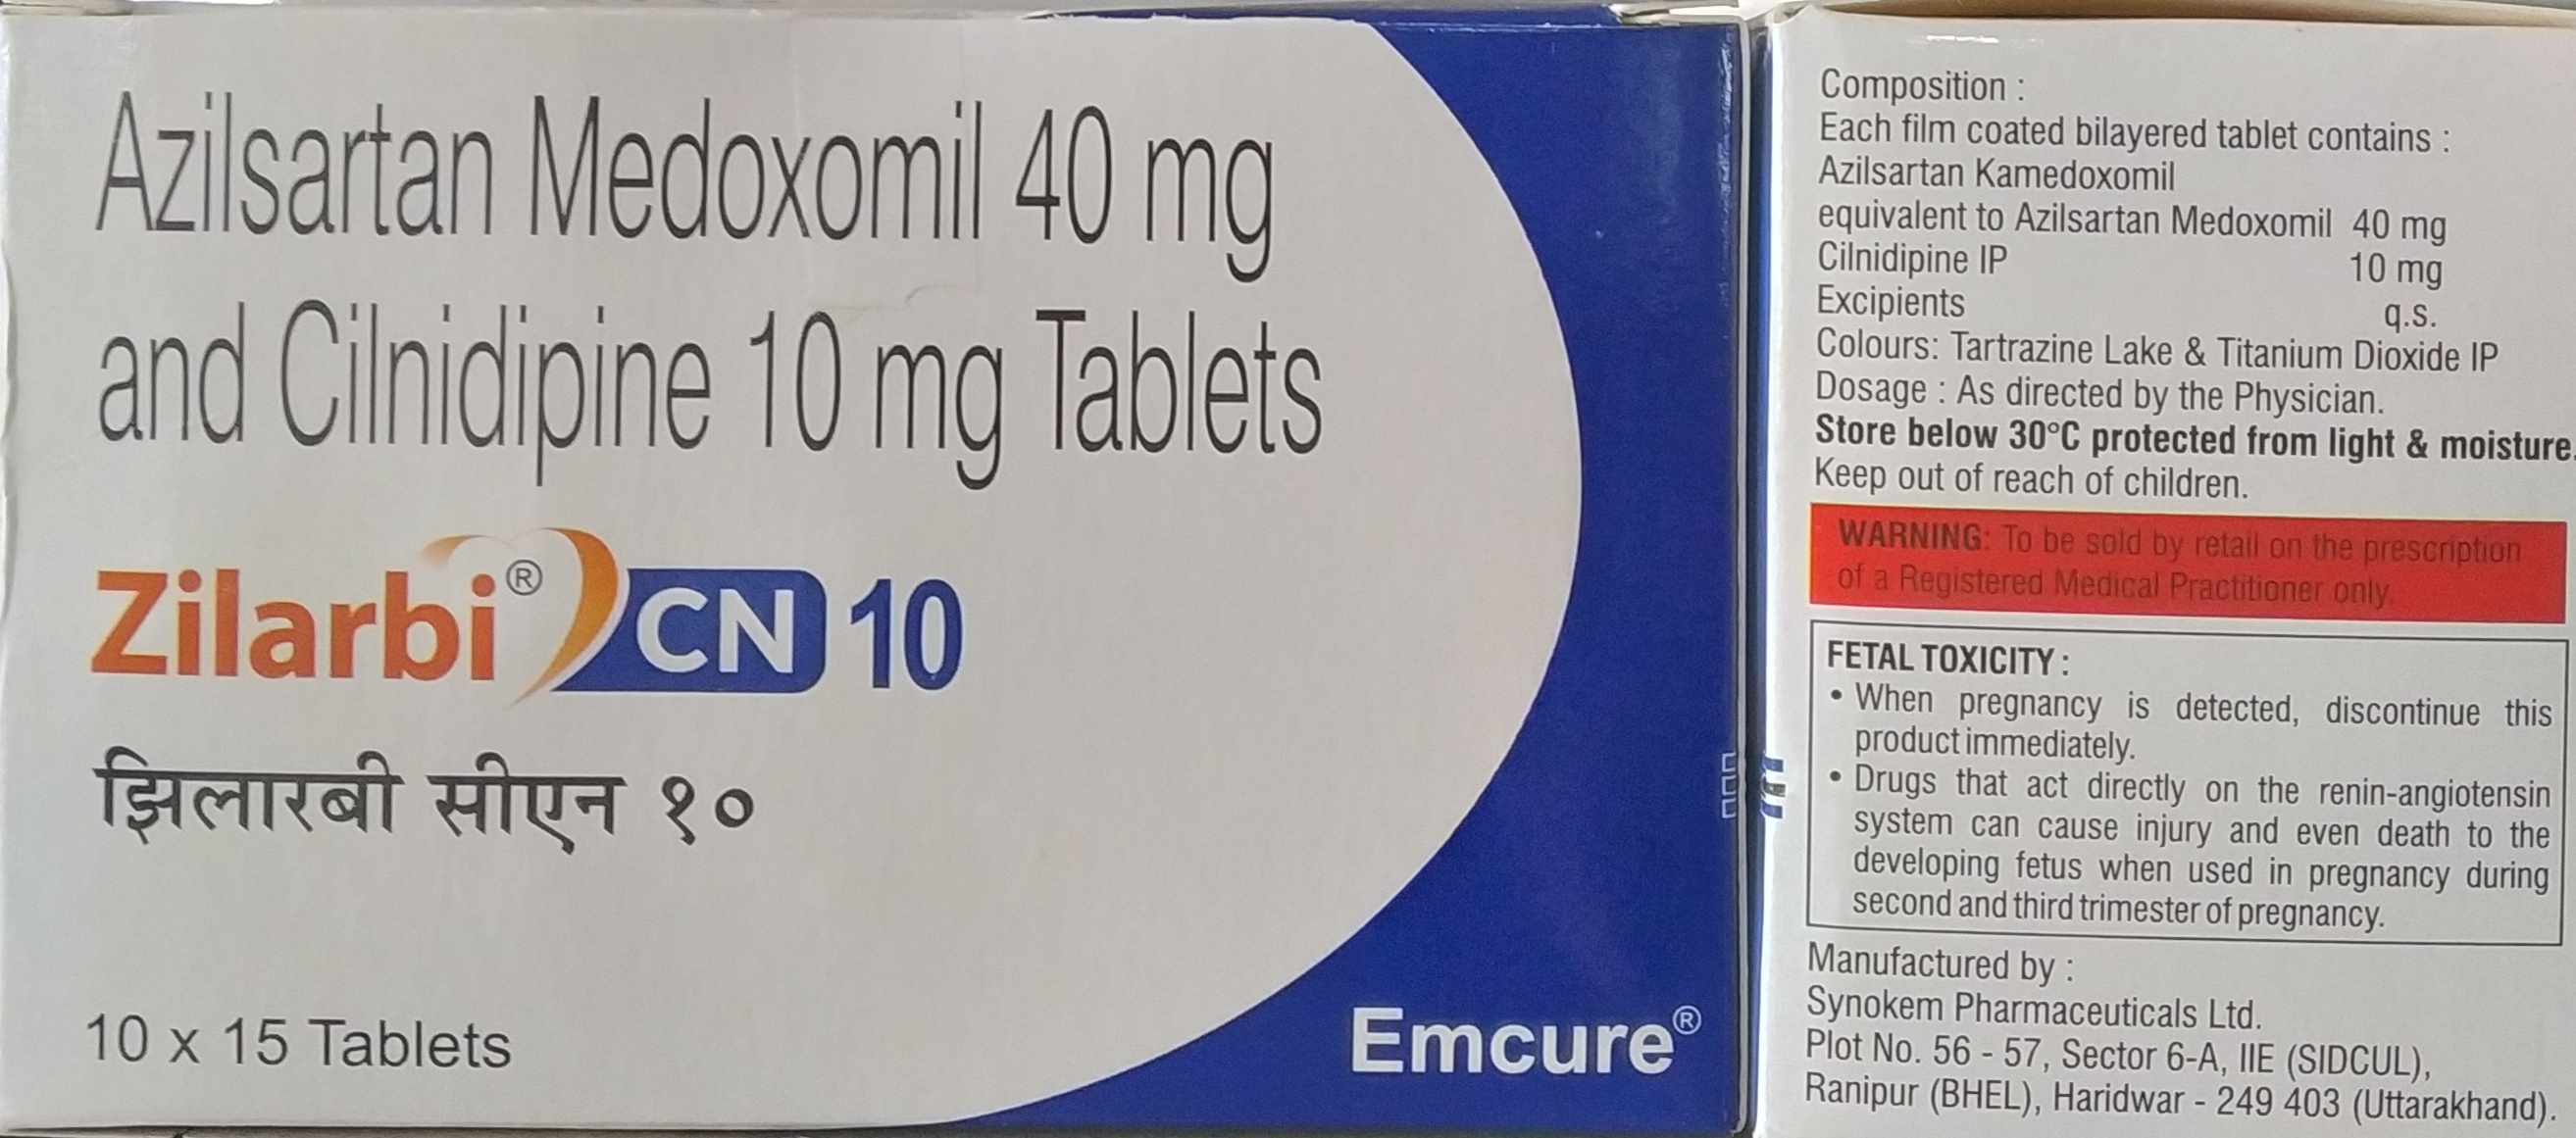 Azilsartan Medoxomil 40 mg
and Cilnidipine 10 mg Tablets
Zilarbi® CN 10
झिलारबी सीएन १०
10 x 15 Tablets
Emcure®
Composition :
Each film coated bilayered tablet contains :
Azilsartan Kamedoxomil
equivalent to Azilsartan Medoxomil 40 mg
Cilnidipine IP 10 mg
Excipients q.s.
Colours: Tartrazine Lake & Titanium Dioxide IP
Dosage : As directed by the Physician.
Store below 30°C protected from light & moisture.
Keep out of reach of children.
WARNING: To be sold by retail on the prescription
of a Registered Medical Practitioner only.
FETAL TOXICITY :
• When pregnancy is detected, discontinue this
product immediately.
• Drugs that act directly on the renin-angiotensin
system can cause injury and even death to the
developing fetus when used in pregnancy during
second and third trimester of pregnancy.
Manufactured by :
Synokem Pharmaceuticals Ltd.
Plot No. 56 - 57, Sector 6-A, IIE (SIDCUL),
Ranipur (BHEL), Haridwar - 249 403 (Uttarakhand).